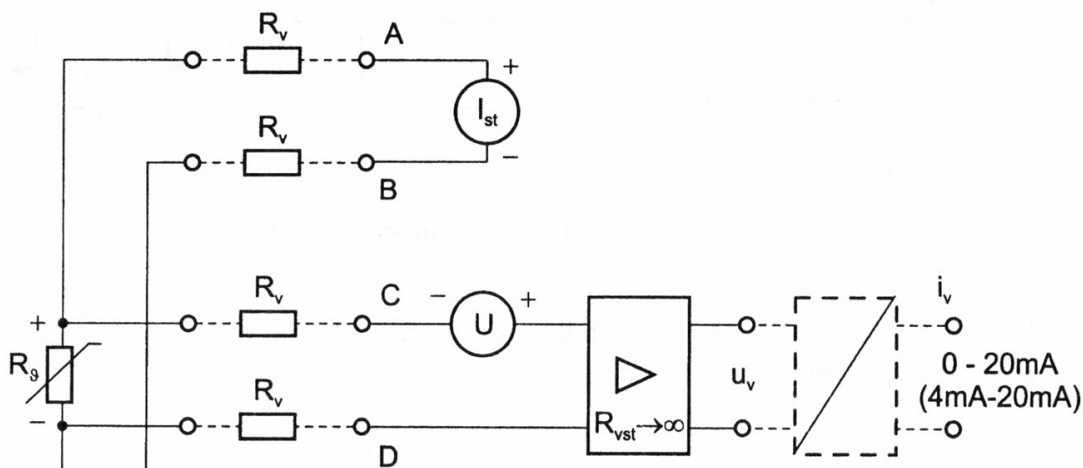 R_v A
+
I_st
R_v
−
B
R_v C − + i_v
U
+
R_ϑ 0 - 20mA
u_v (4mA-20mA)
R_v
− R_vst→∞
D